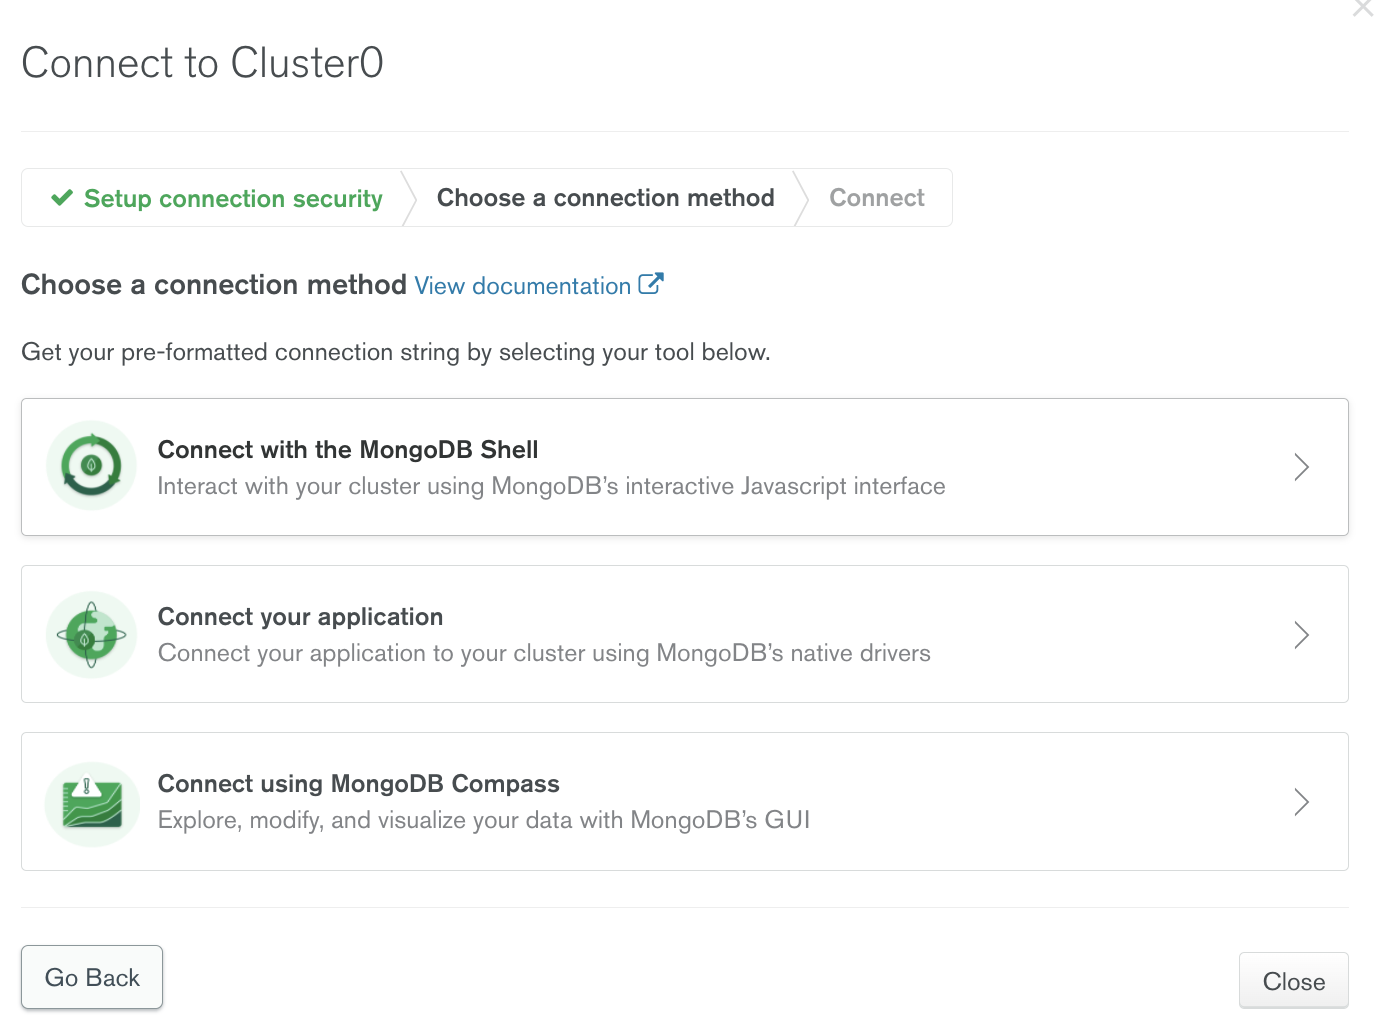 Connect to Cluster0
Setup connection security
Choose a connection method
Connect
Choose a connection method View documentation
Get your pre-formatted connection string by selecting your tool below.
Connect with the MongoDB Shell
Interact with your cluster using MongoDB’s interactive Javascript interface
Connect your application
Connect your application to your cluster using MongoDB’s native drivers
Connect using MongoDB Compass
Explore, modify, and visualize your data with MongoDB’s GUI
Go Back
Close